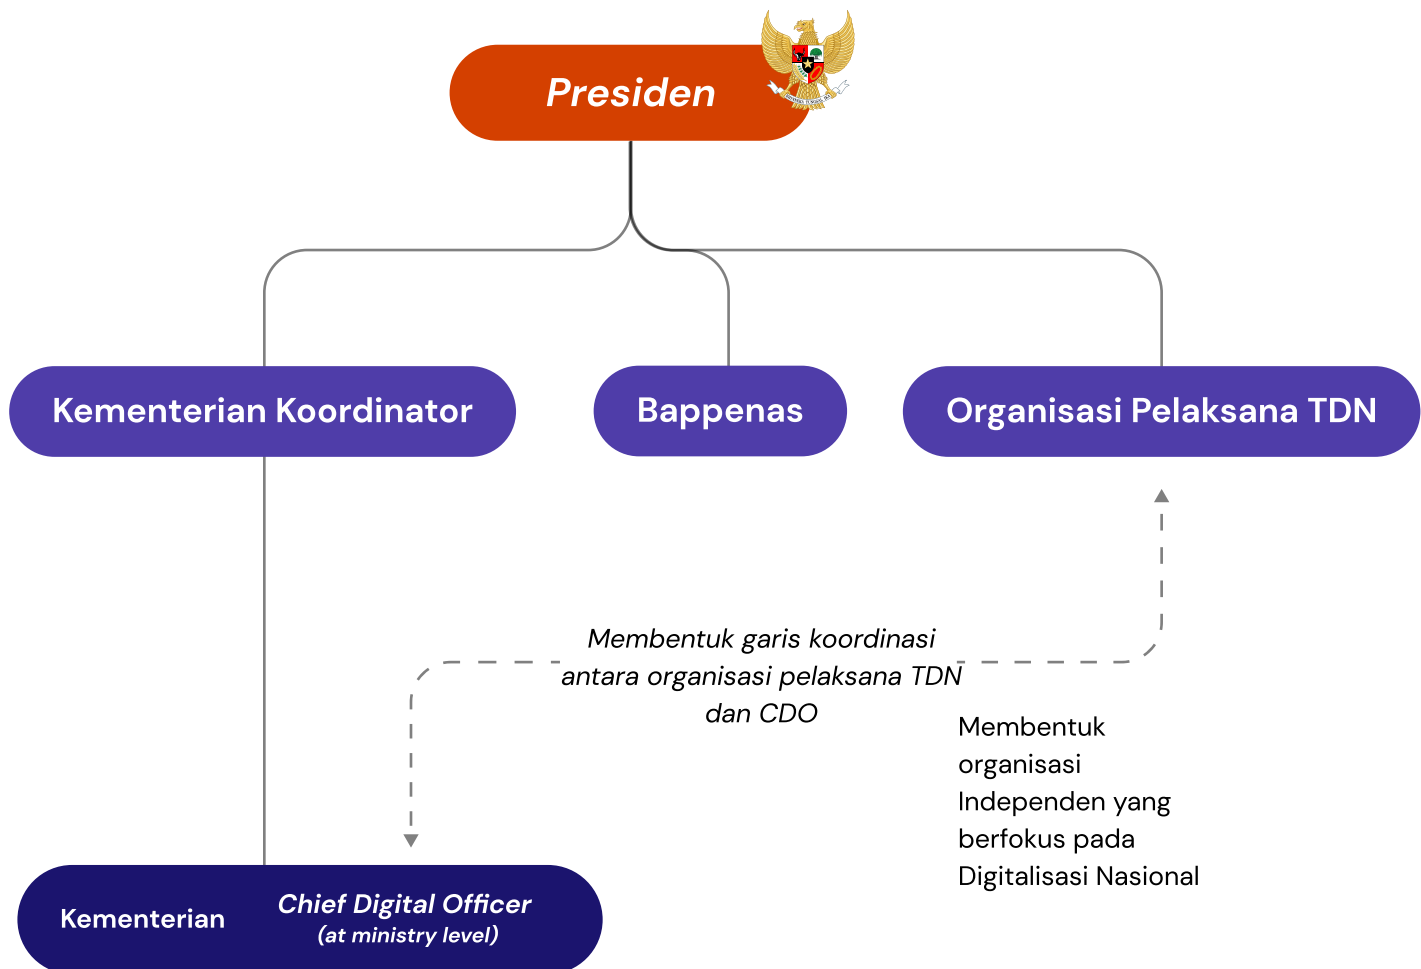 Presiden
Kementerian Koordinator
Bappenas
Organisasi Pelaksana TDN
Membentuk garis koordinasi
antara organisasi pelaksana TDN
dan CDO
Membentuk
organisasi
Independen yang
berfokus pada
Digitalisasi Nasional
Kementerian
Chief Digital Officer
(at ministry level)